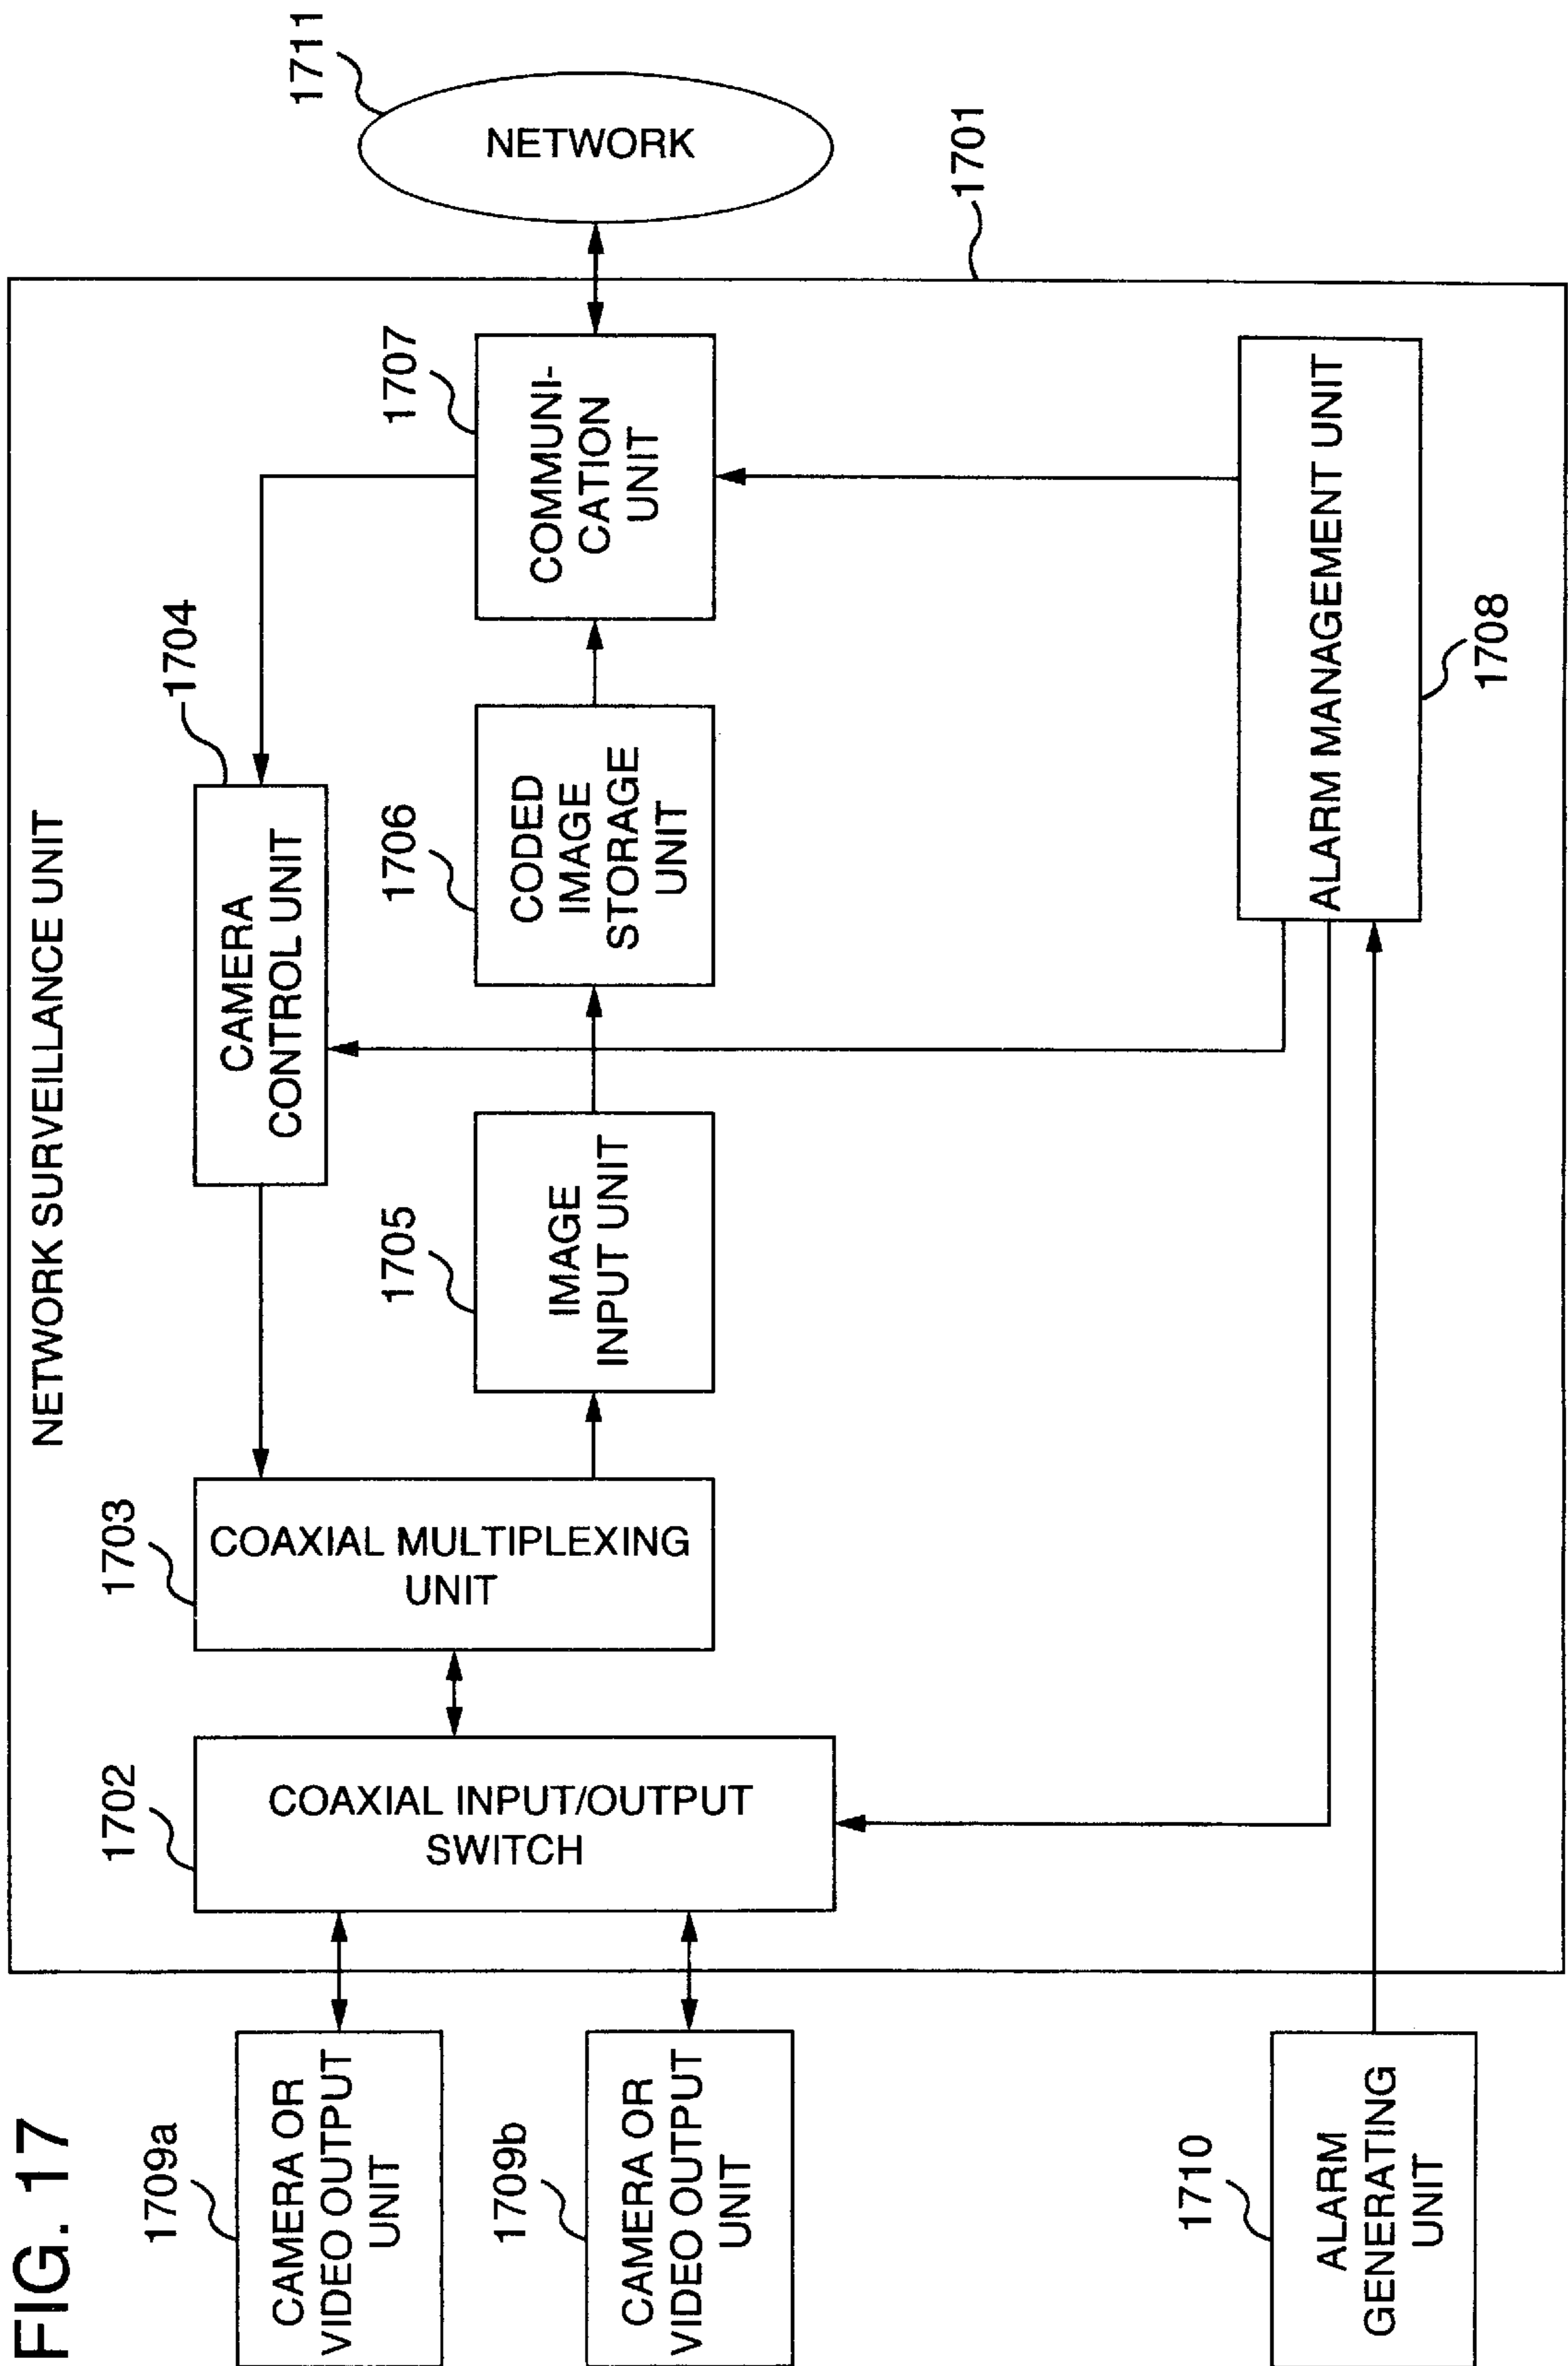 FIG. 17
NETWORK SURVEILLANCE UNIT
1709a
CAMERA OR
VIDEO OUTPUT
UNIT
1709b
CAMERA OR
VIDEO OUTPUT
UNIT
1710
ALARM
GENERATING
UNIT
1702
COAXIAL INPUT/OUTPUT
SWITCH
1703
COAXIAL MULTIPLEXING
UNIT
1704
CAMERA
CONTROL UNIT
1705
IMAGE
INPUT UNIT
1706
CODED
IMAGE
STORAGE
UNIT
1707
COMMUNI-
CATION
UNIT
ALARM MANAGEMENT UNIT
1708
1701
1711
NETWORK